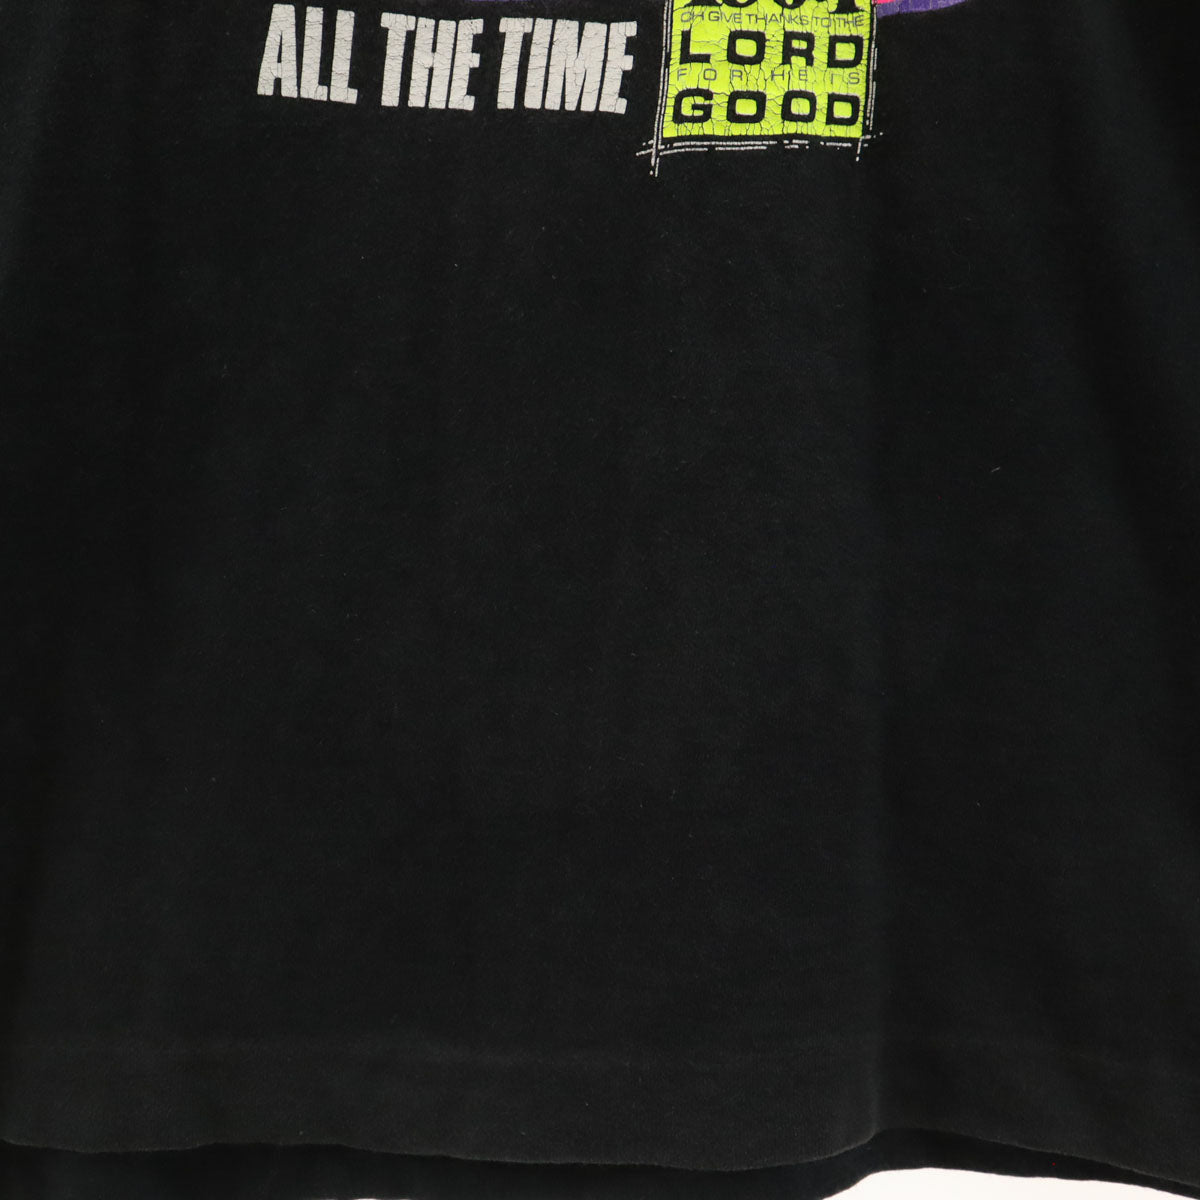 ALL THE TIME
OH GIVE THANKS TO THE
LORD
FOR HE IS
GOOD